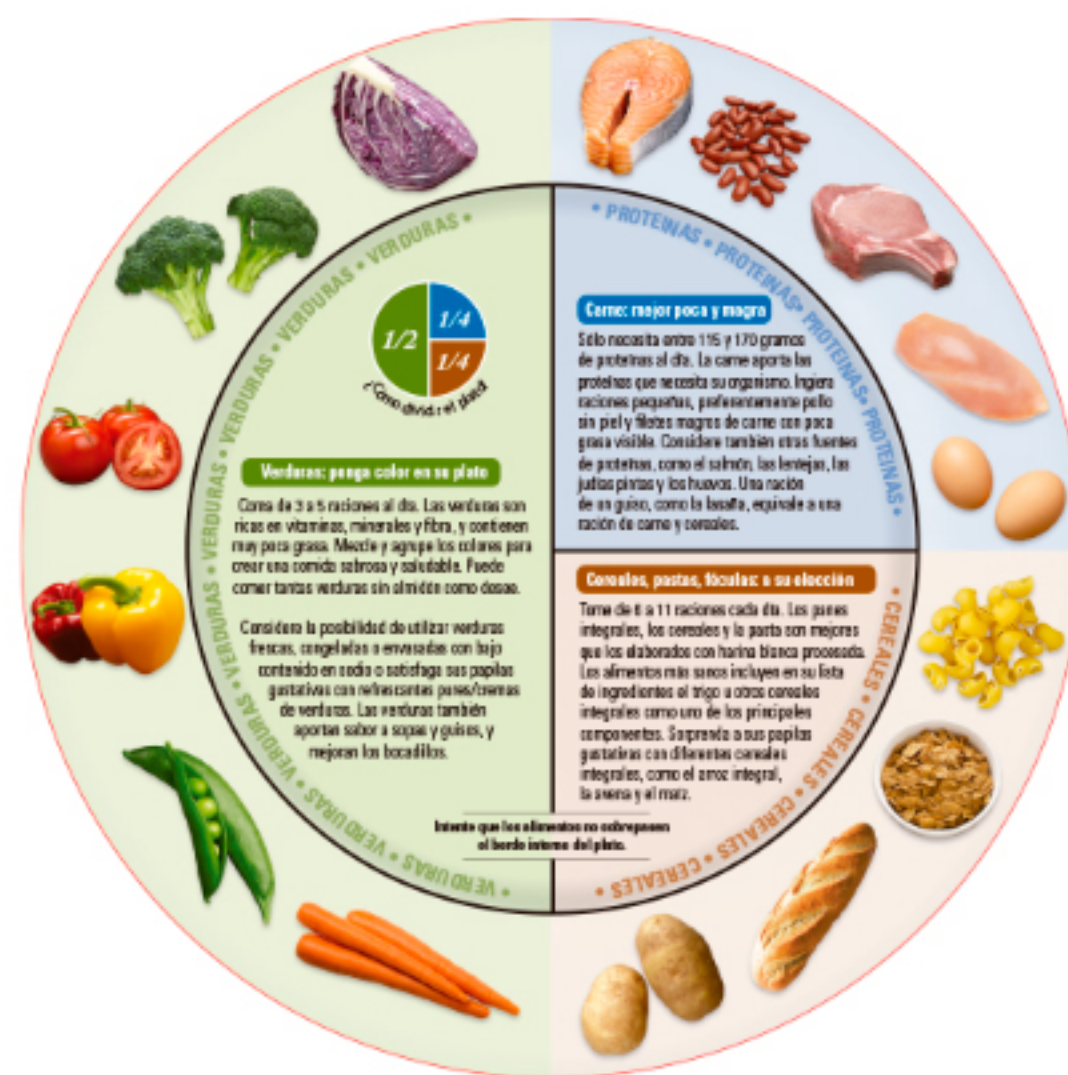 • VERDURAS • VERDURAS • VERDURAS • VERDURAS • VERDURAS • VERDURAS • VERDURAS • VERDURAS •
1/2
1/4
1/4
¿Cómo dividir el plato?
Verduras: ponga color en su plato
Coma de 3 a 5 raciones al día. Las verduras son
ricas en vitaminas, minerales y fibra, y contienen
muy poca grasa. Mezcle y agrupe los colores para
crear una comida sabrosa y saludable. Puede
comer tantas verduras sin almidón como desee.
Considere la posibilidad de utilizar verduras
frescas, congeladas o envasadas con bajo
contenido en sodio o satisfaga sus papilas
gustativas con refrescantes pures/cremas
de verduras. Las verduras también
aportan sabor a sopas y guisos, y
mejoran los bocadillos.
• PROTEINAS • PROTEINAS • PROTEINAS • PROTEINAS •
Carne: mejor poca y magra
Sólo necesita entre 115 y 170 gramos
de proteínas al día. La carne aporta las
proteínas que necesita su organismo. Ingiera
raciones pequeñas, preferentemente pollo
sin piel y filetes magros de carne con poca
grasa visible. Considere también otras fuentes
de proteínas, como el salmón, las lentejas, las
judías pintas y los huevos. Una ración
de un guiso, como la lasaña, equivale a una
ración de carne y cereales.
Cereales, pastas, féculas: a su elección
Tome de 6 a 11 raciones cada día. Los panes
integrales, los cereales y la pasta son mejores
que los elaborados con harina blanca procesada.
Los alimentos más sanos incluyen en su lista
de ingredientes el trigo u otros cereales
integrales como uno de los principales
componentes. Sorprenda a sus papilas
gustativas con diferentes cereales
integrales, como el arroz integral,
la avena y el maíz.
• CEREALES • CEREALES • CEREALES • CEREALES • CEREALES •
Intente que los alimentos no sobrepasen
el borde interno del plato.